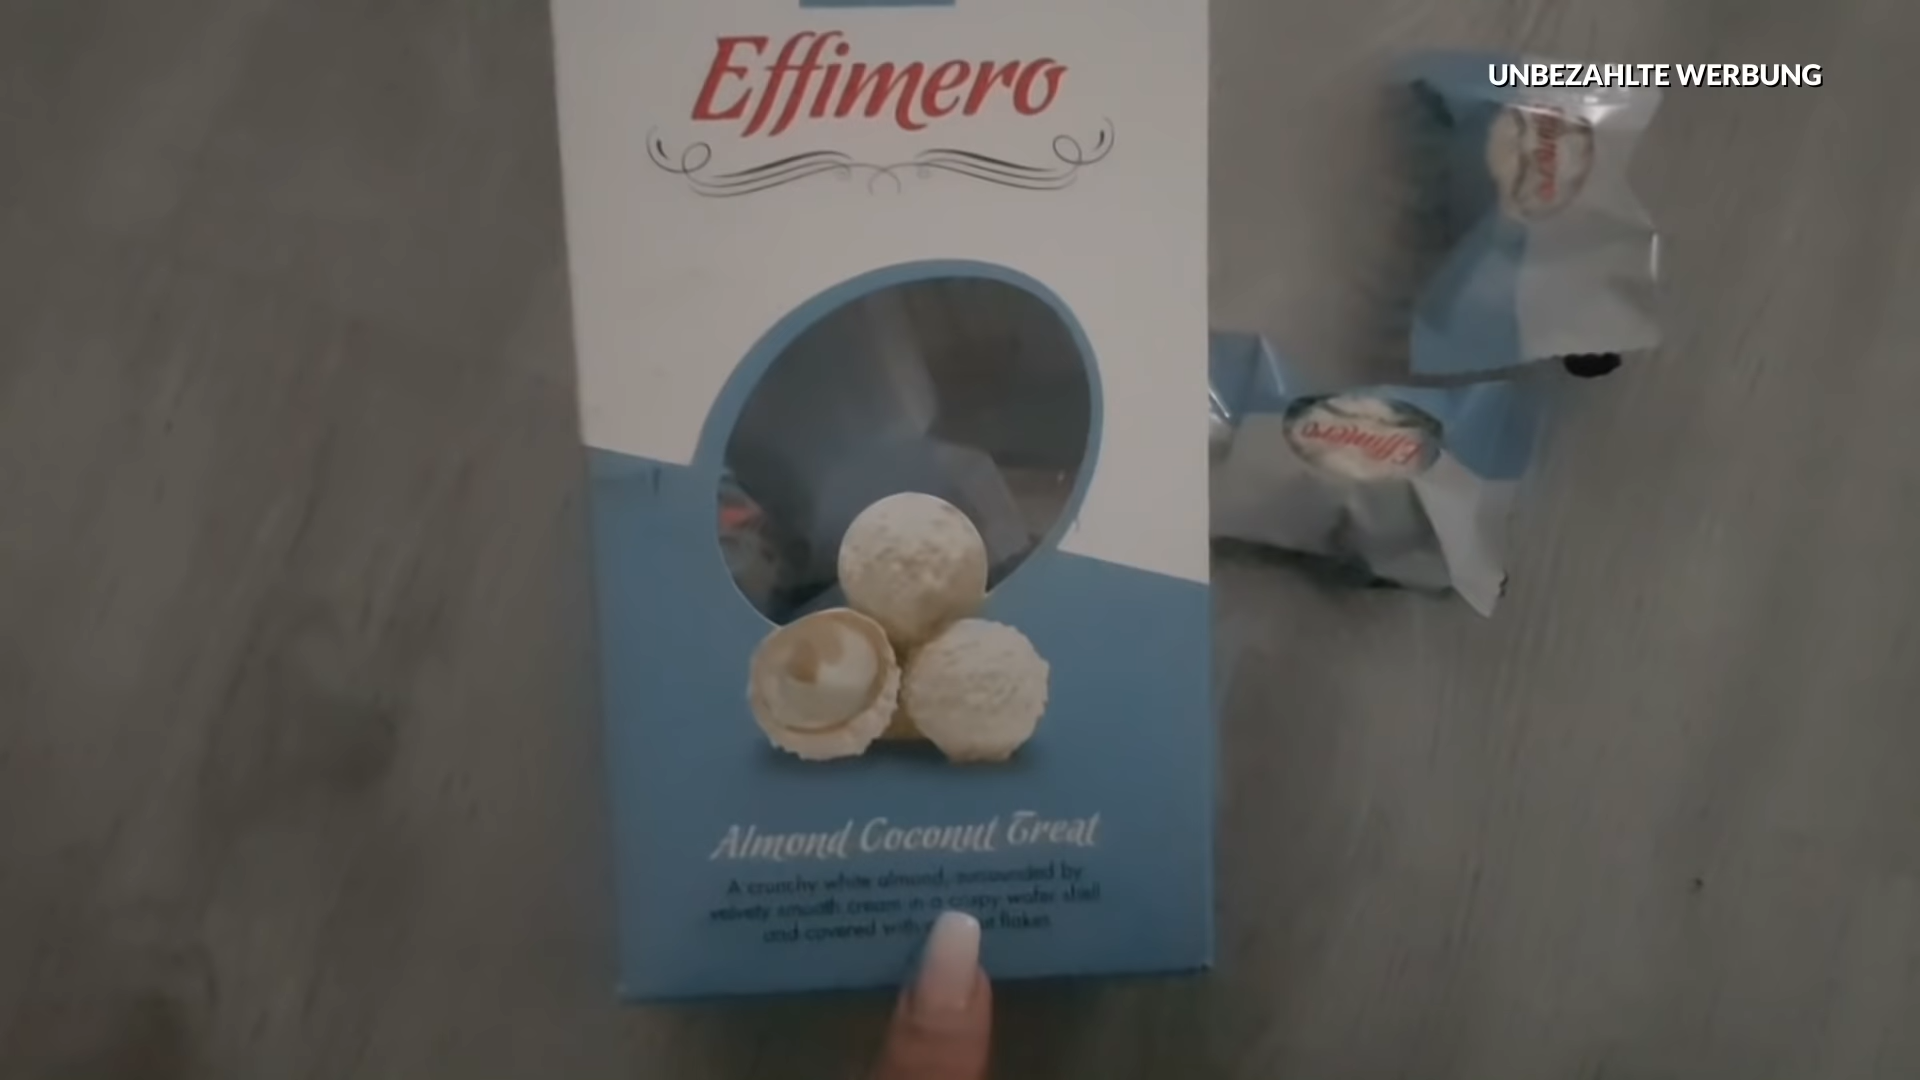 UNBEZAHLTE WERBUNG
Effimero
Effimero
Effimero
Almond Coconut Treat
A crunchy white almond, surrounded by
velvety smooth cream in a crispy wafer shell
and covered with flakes